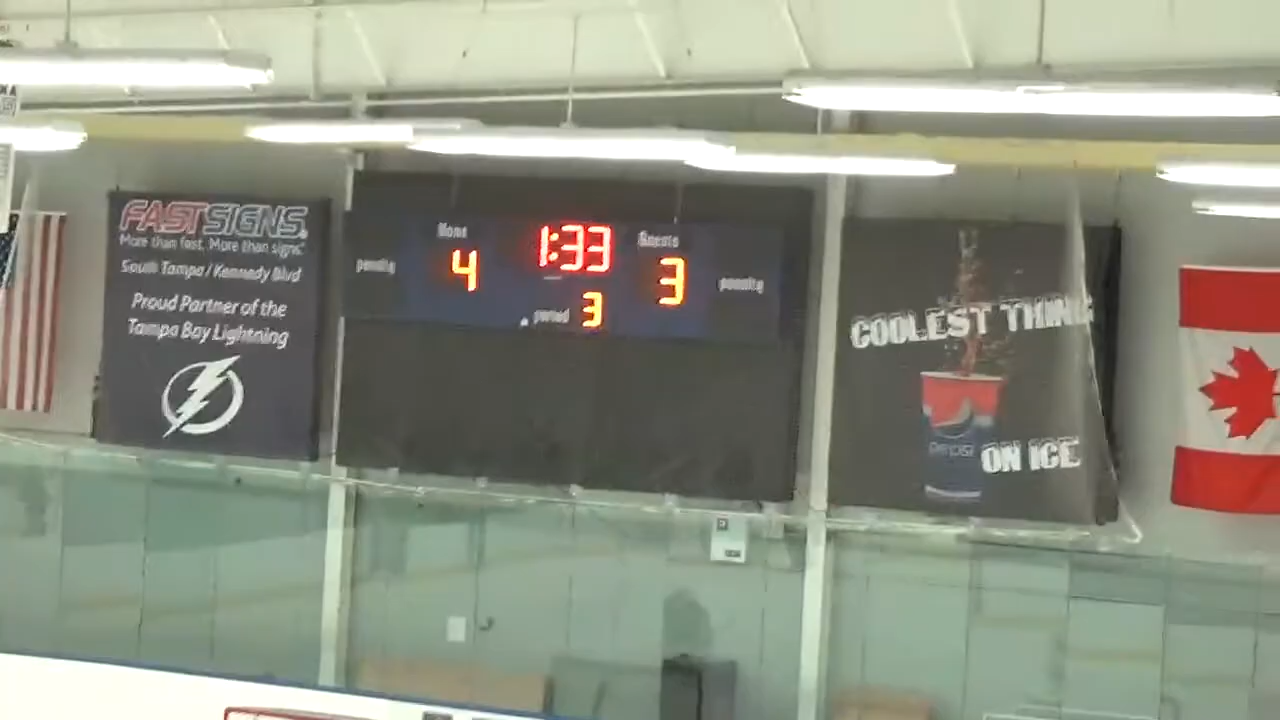 FASTSIGNS®
More than fast. More than signs.®
South Tampa / Kennedy Blvd
Proud Partner of the
Tampa Bay Lightning
Home
1:33
Guests
penalty
4
3
penalty
period
3
COOLEST THING
pepsi
ON ICE